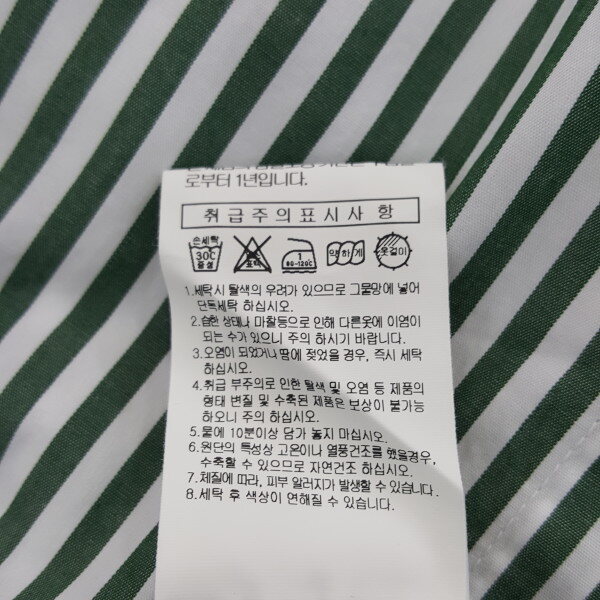 로부터 1년입니다.
취급주의표시사항
손세탁 30℃ 중성
표백
1 80-120℃
약하게
옷걸이
1.세탁시 탈색의 우려가 있으므로 그물망에 넣어
단독세탁 하십시오.
2.습한 상태나 마찰등으로 인해 다른옷에 이염이
되는 수가 있으니 주의 하시기 바랍니다.
3.오염이 되었거나 땀에 젖었을 경우, 즉시 세탁
하십시오.
4.취급 부주의로 인한 탈색 및 오염 등 제품의
형태 변질 및 수축된 제품은 보상이 불가능
하오니 주의 하십시오.
5.물에 10분이상 담가 놓지 마십시오.
6.원단의 특성상 고온이나 열풍건조를 했을경우,
수축할 수 있으므로 자연건조 하십시오.
7.체질에 따라, 피부 알러지가 발생할 수 있습니다.
8.세탁 후 색상이 연해질 수 있습니다.